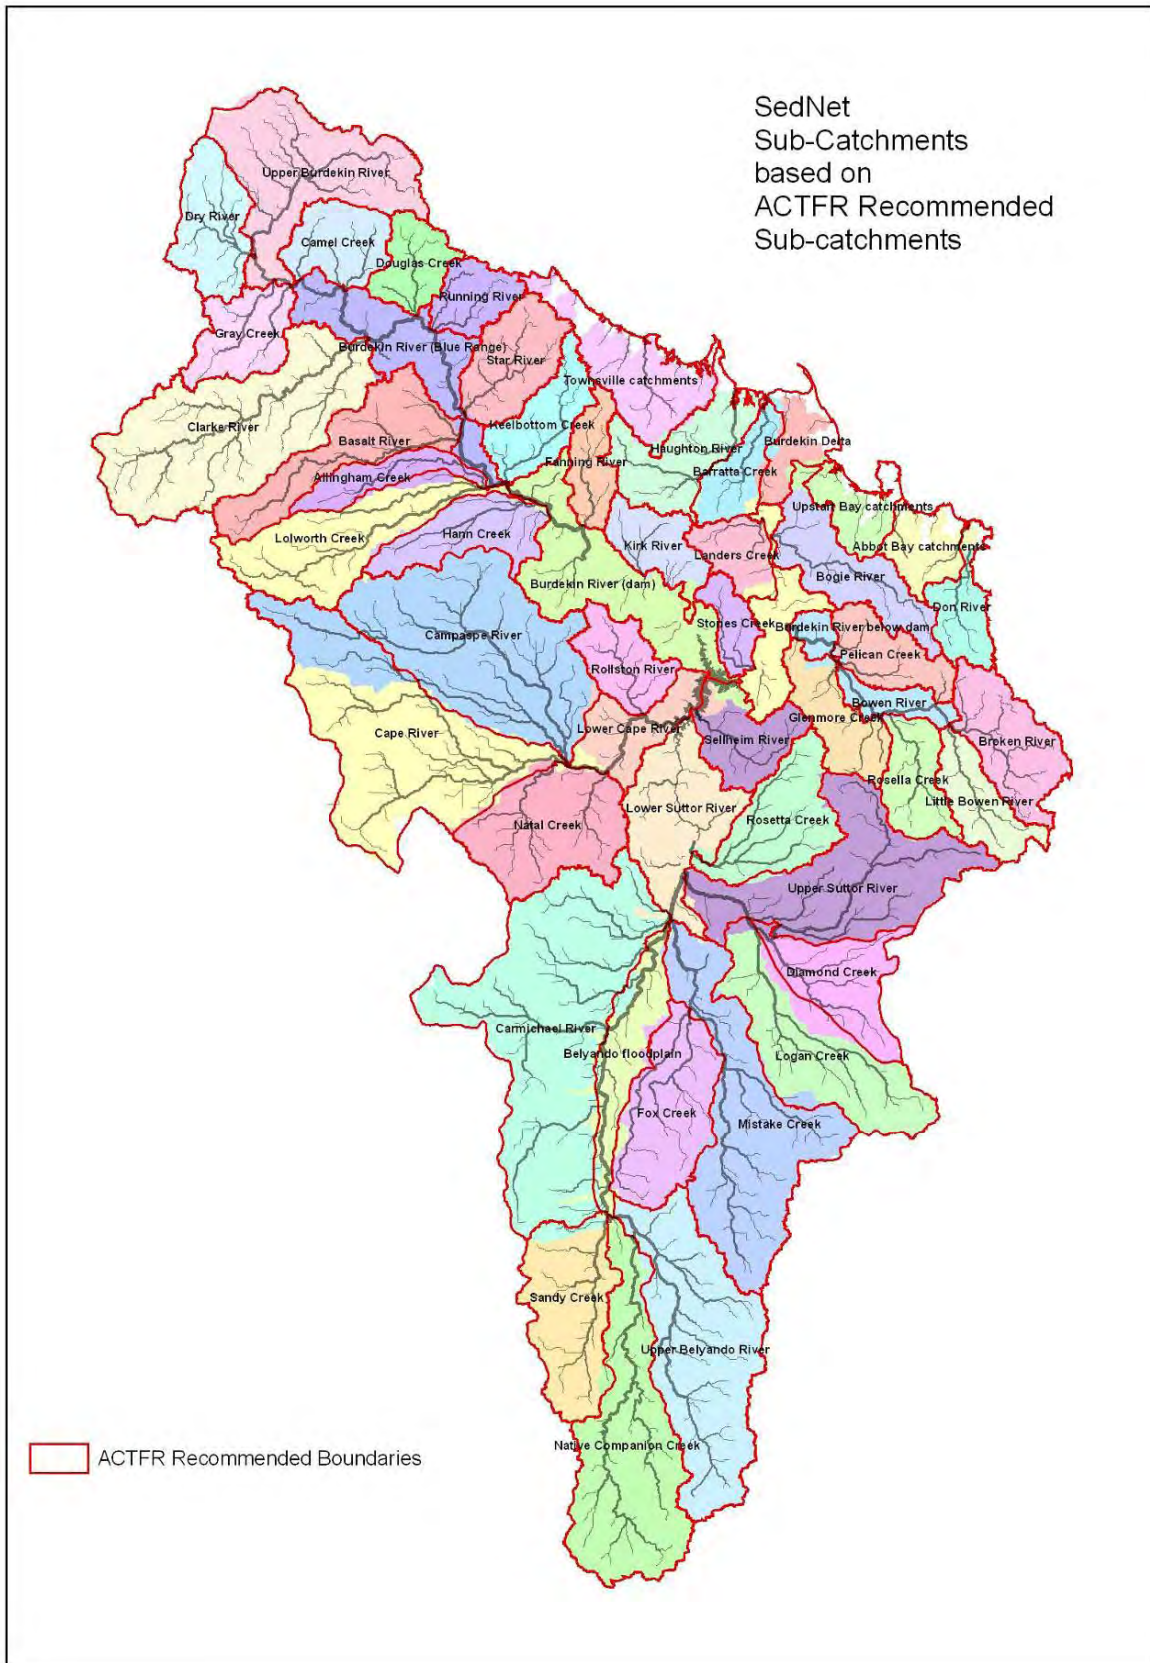 SedNet
Sub-Catchments
based on
ACTFR Recommended
Sub-catchments
Upper Burdekin River
Dry River
Camel Creek
Douglas Creek
Running River
Gray Creek
Burdekin River (Blue Range)
Star River
Townsville catchments
Clarke River
Keelbottom Creek
Basalt River
Haughton River
Burdekin Delta
Fanning River
Barratta Creek
Allingham Creek
Upstart Bay catchments
Lolworth Creek
Hann Creek
Kirk River
Landers Creek
Abbot Bay catchments
Burdekin River (dam)
Bogie River
Don River
Stones Creek
Burdekin River below dam
Campaspe River
Pelican Creek
Rollston River
Bowen River
Cape River
Lower Cape River
Glenmore Creek
Sellheim River
Broken River
Rosella Creek
Little Bowen River
Lower Suttor River
Natal Creek
Rosetta Creek
Upper Suttor River
Diamond Creek
Carmichael River
Belyando floodplain
Logan Creek
Fox Creek
Mistake Creek
Sandy Creek
Upper Belyando River
Native Companion Creek
ACTFR Recommended Boundaries